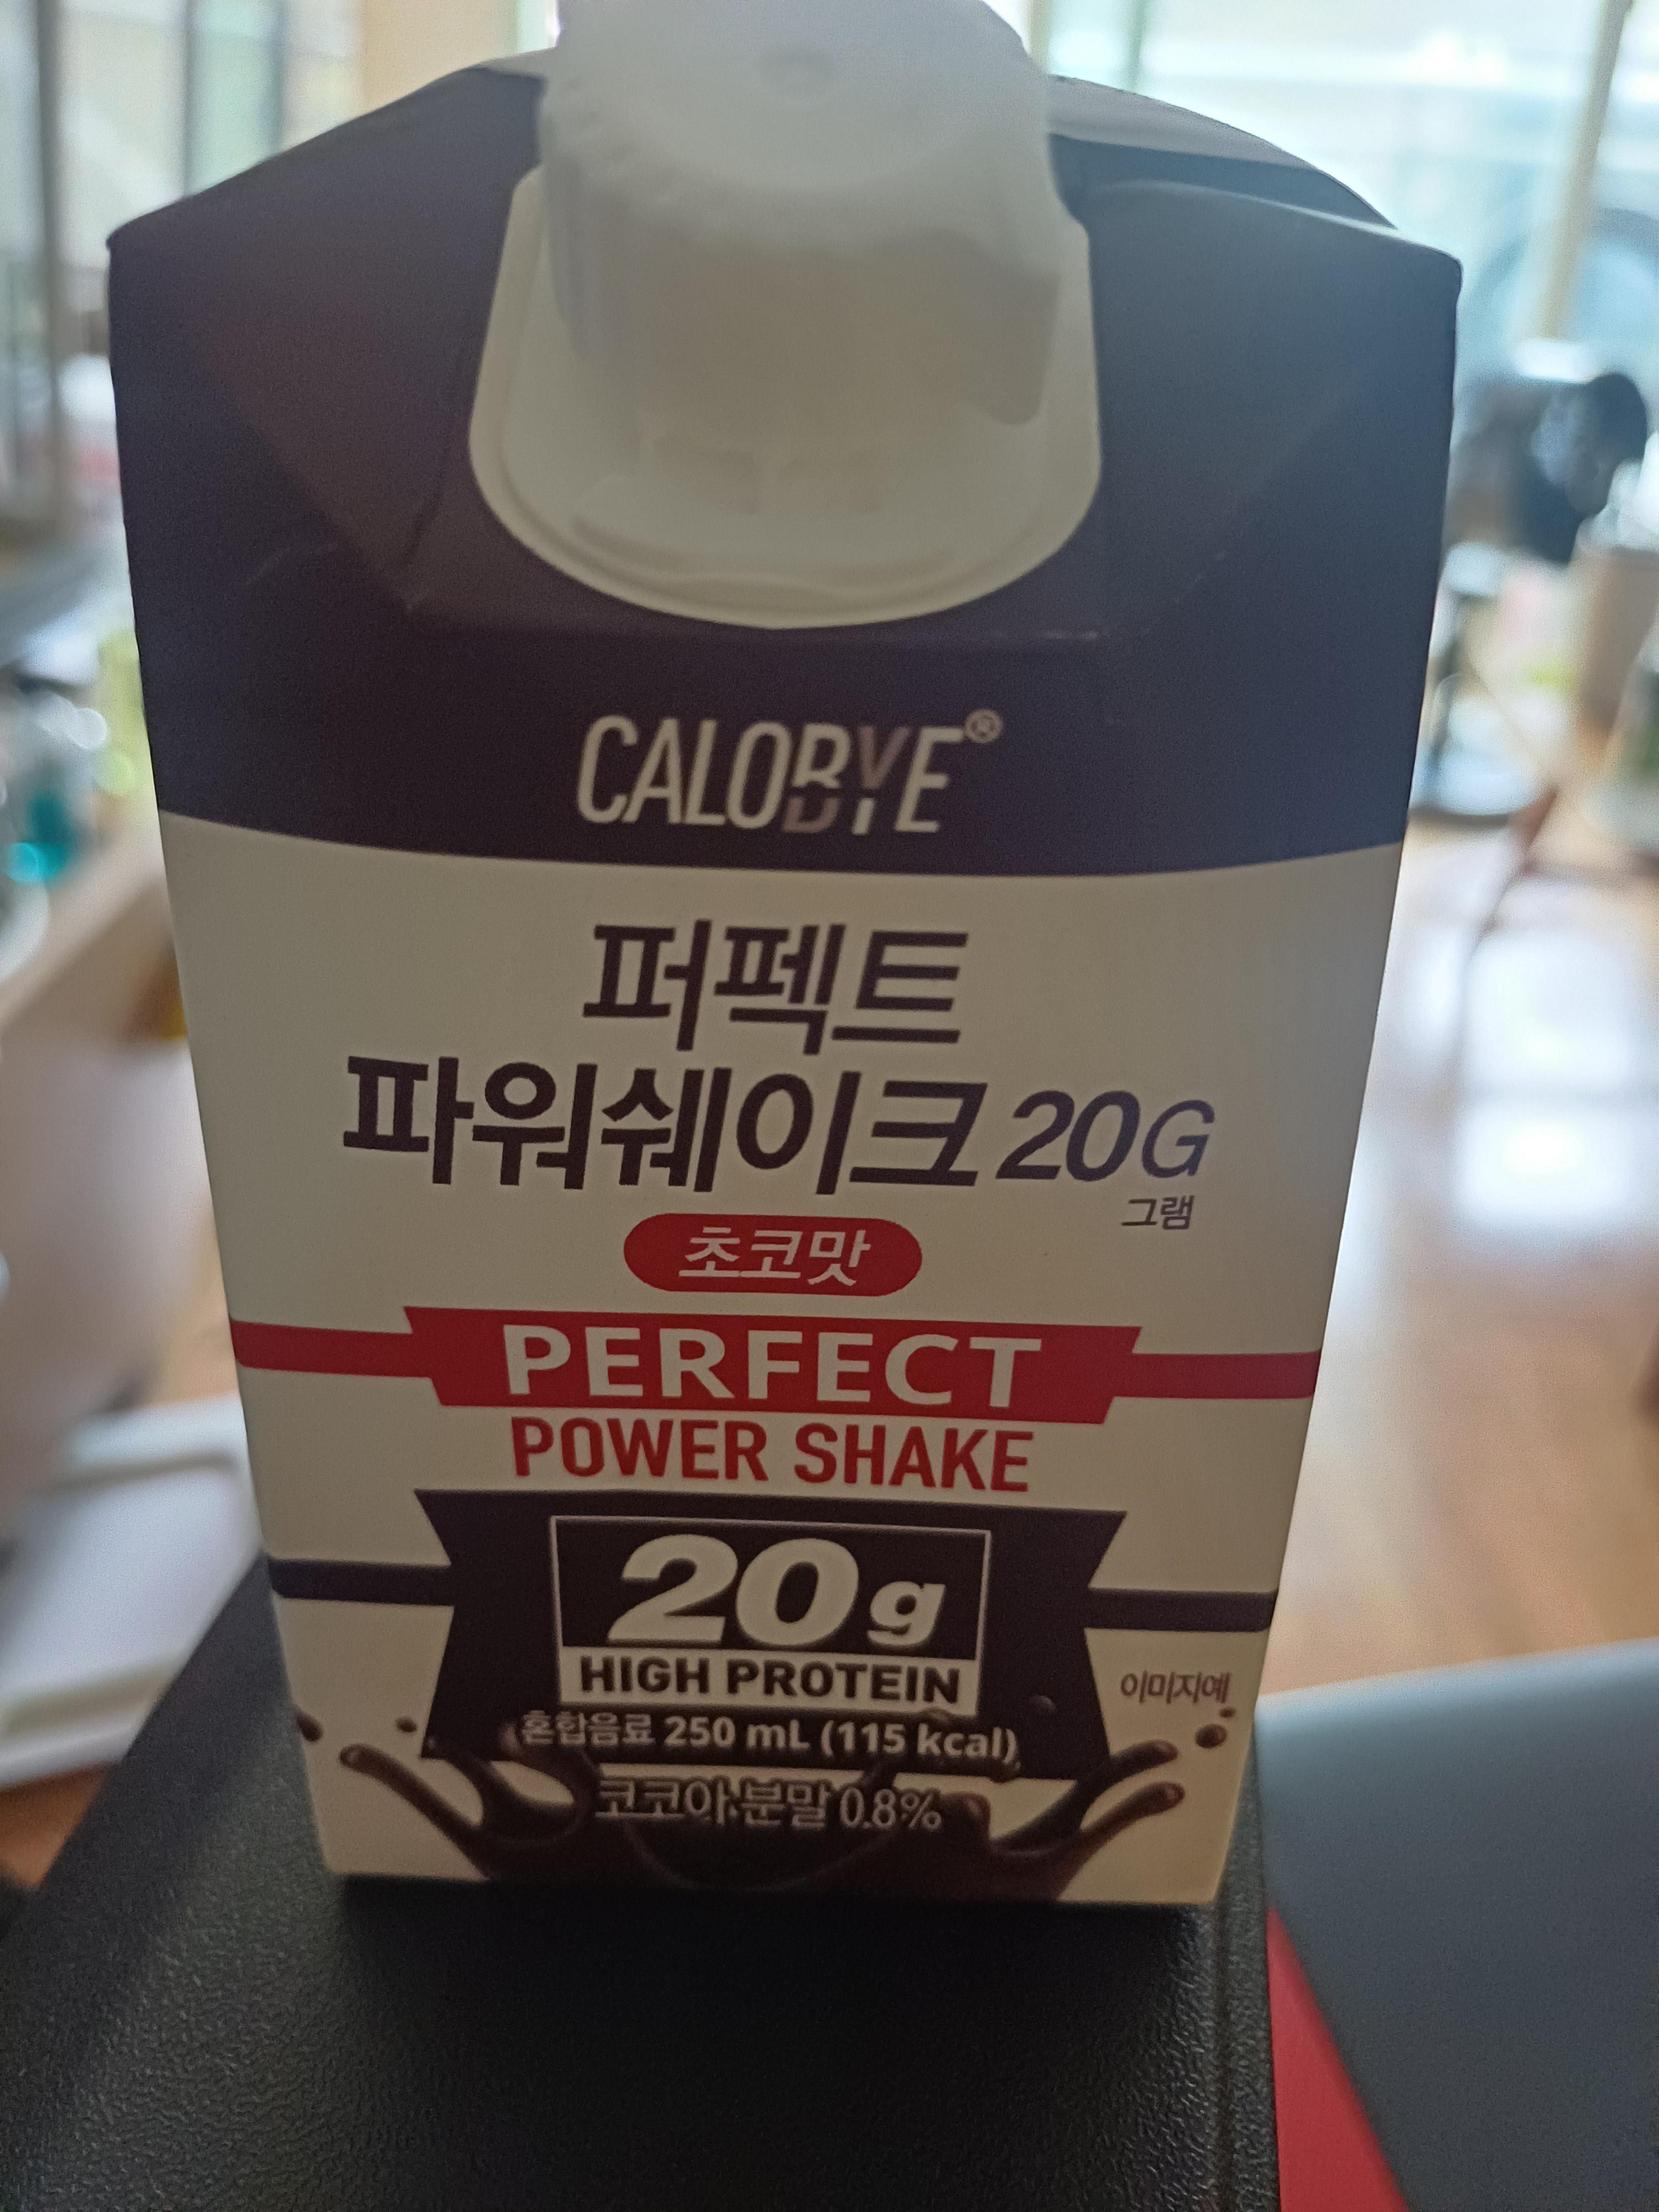 CALOBYE®
퍼펙트
파워쉐이크 20G
그램
초코맛
PERFECT
POWER SHAKE
20g
HIGH PROTEIN
이미지예
혼합음료 250 mL (115 kcal)
코코아분말 0.8%